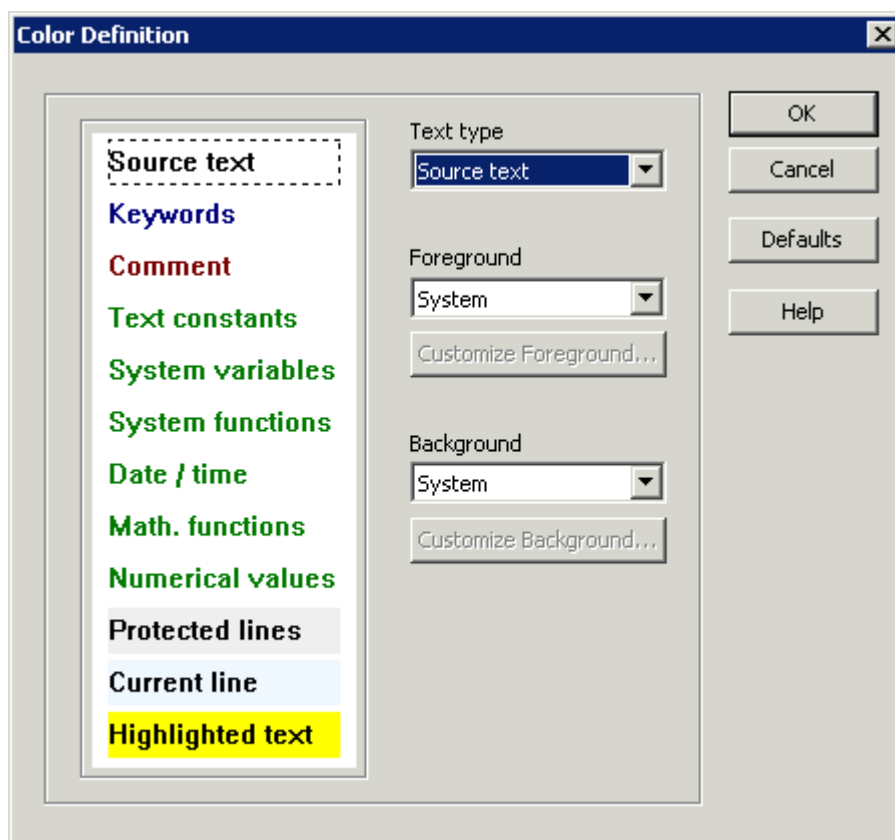 Color Definition
Source text
Keywords
Comment
Text constants
System variables
System functions
Date / time
Math. functions
Numerical values
Protected lines
Current line
Highlighted text
Text type
Source text
Foreground
System
Customize Foreground...
Background
System
Customize Background...
OK
Cancel
Defaults
Help